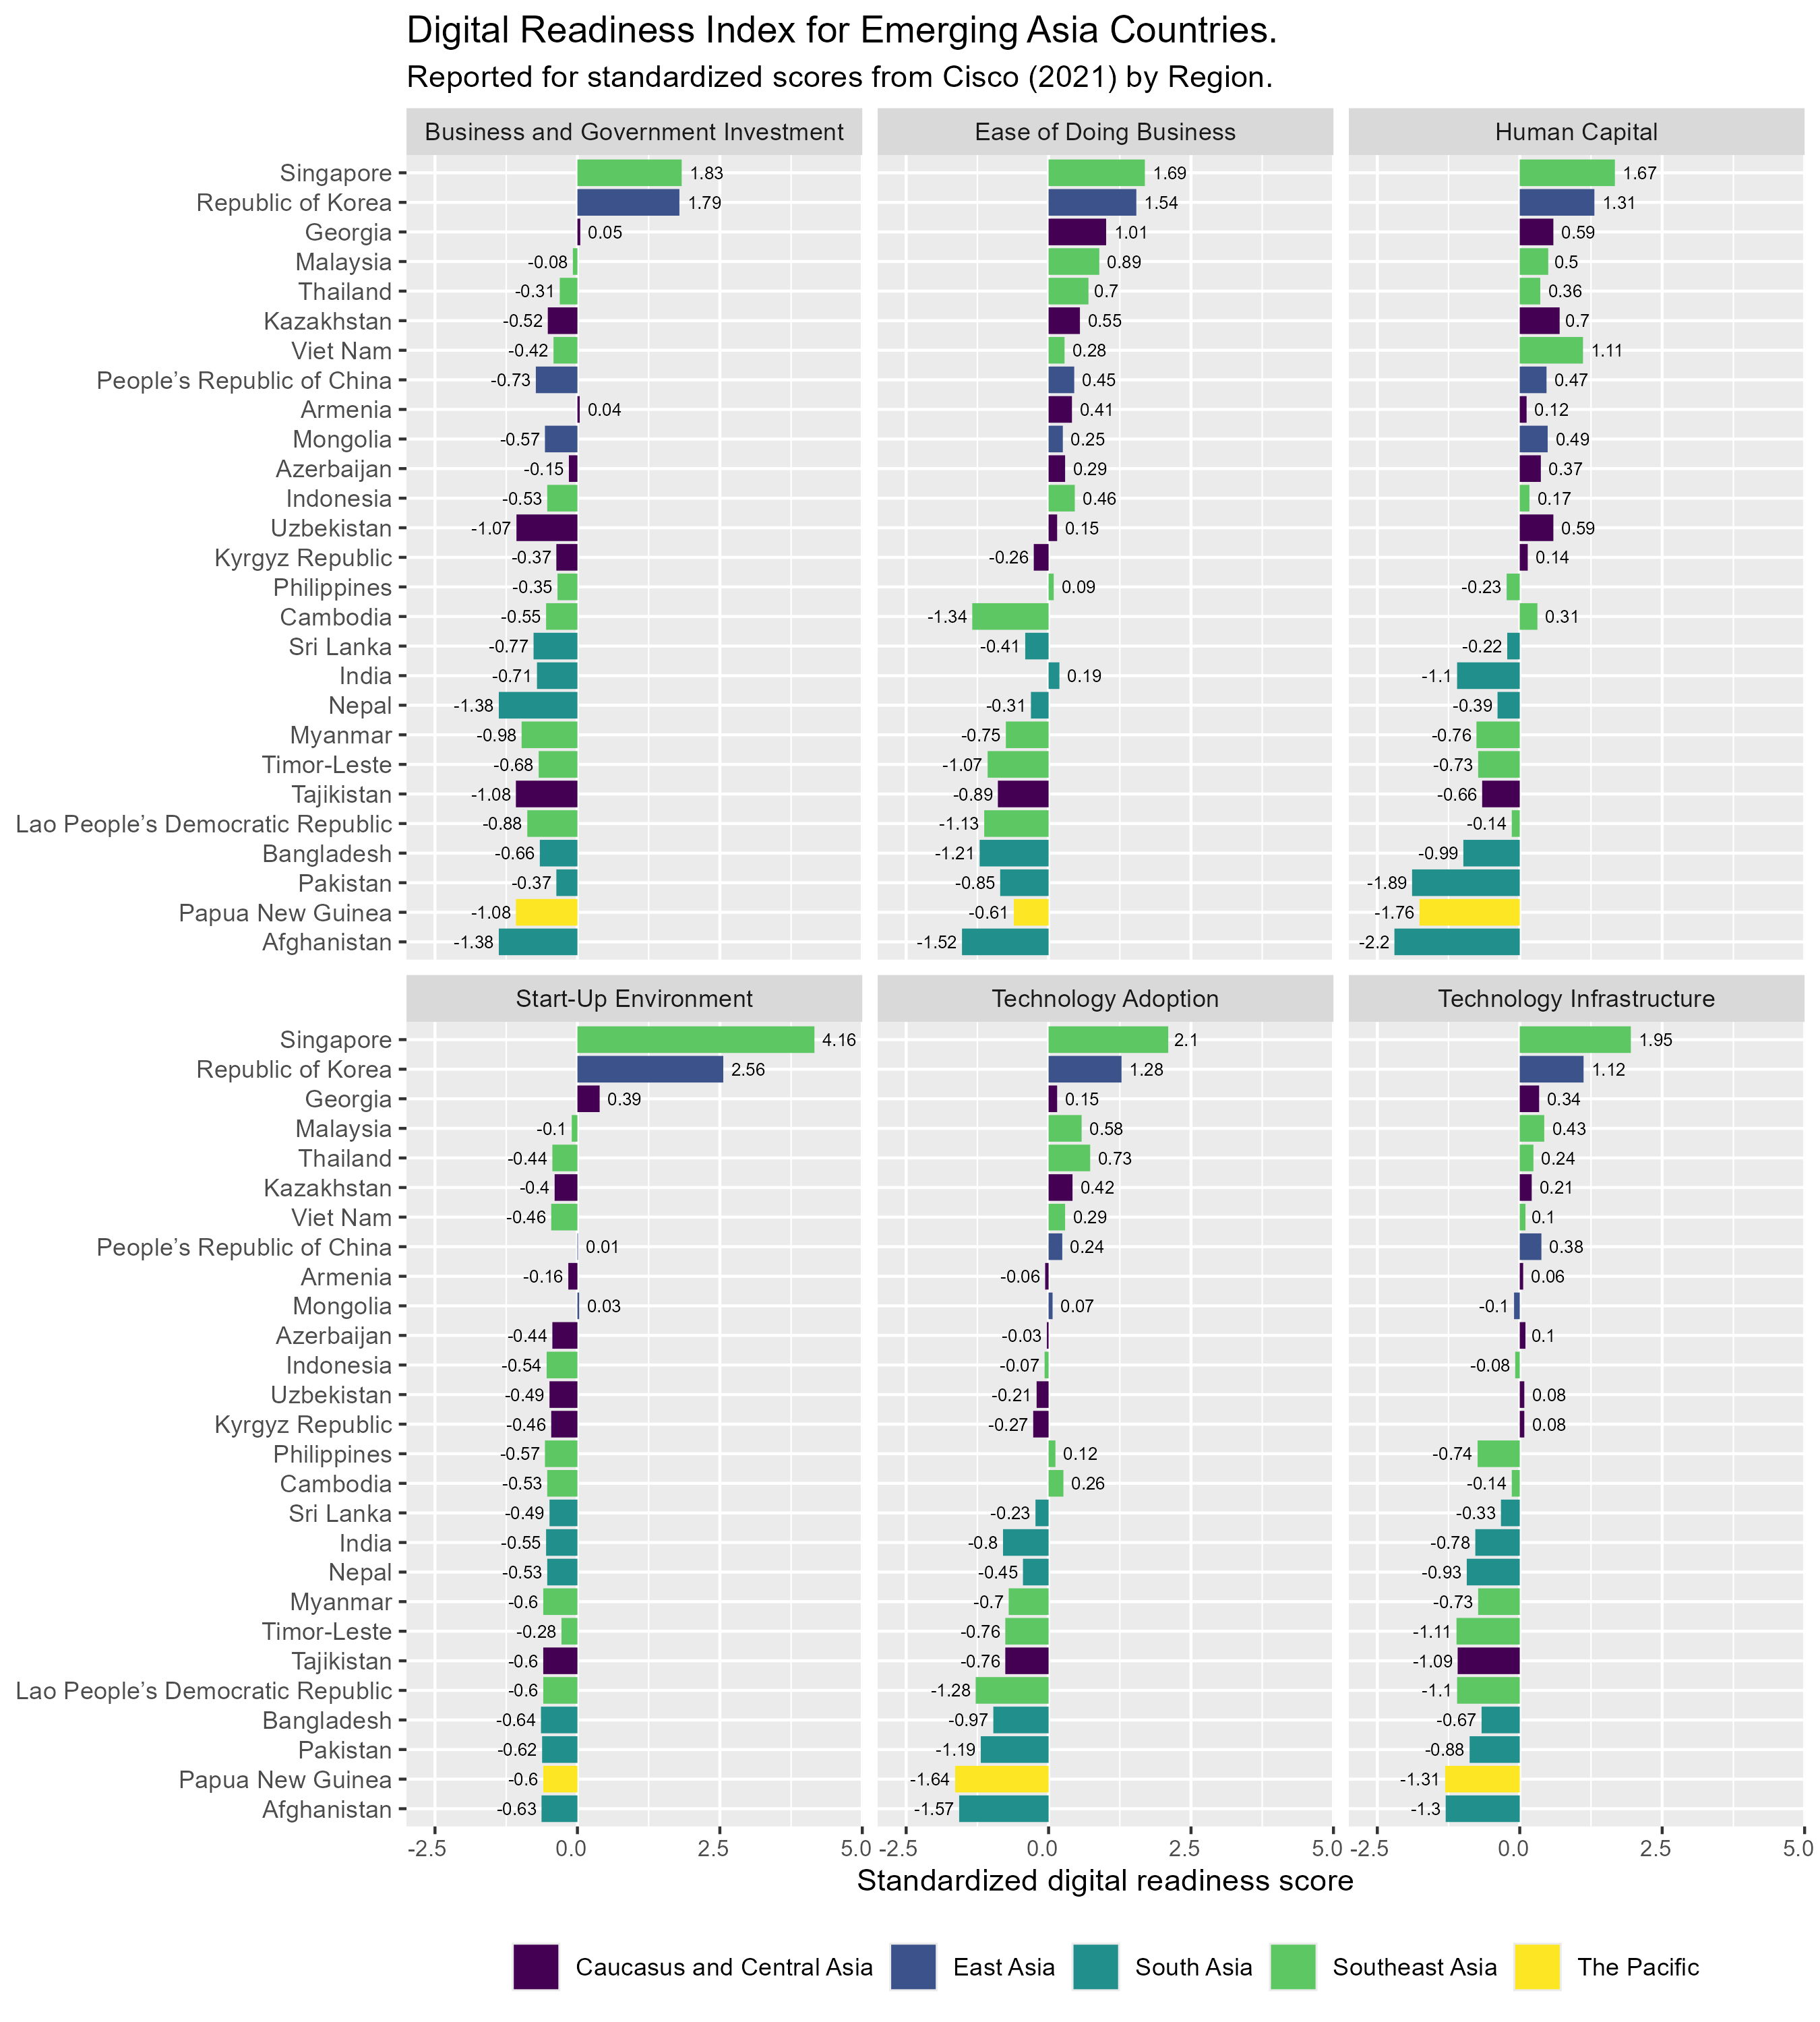 Digital Readiness Index for Emerging Asia Countries.
Reported for standardized scores from Cisco (2021) by Region.
Business and Government Investment Ease of Doing Business Human Capital
Singapore 1.83 1.69 1.67
Republic of Korea 1.79 1.54 1.31
Georgia 0.05 1.01 0.59
Malaysia -0.08 0.89 0.5
Thailand -0.31 0.7 0.36
Kazakhstan -0.52 0.55 0.7
Viet Nam -0.42 0.28 1.11
People’s Republic of China -0.73 0.45 0.47
Armenia 0.04 0.41 0.12
Mongolia -0.57 0.25 0.49
Azerbaijan -0.15 0.29 0.37
Indonesia -0.53 0.46 0.17
Uzbekistan -1.07 0.15 0.59
Kyrgyz Republic -0.37 -0.26 0.14
Philippines -0.35 0.09 -0.23
Cambodia -0.55 -1.34 0.31
Sri Lanka -0.77 -0.41 -0.22
India -0.71 0.19 -1.1
Nepal -1.38 -0.31 -0.39
Myanmar -0.98 -0.75 -0.76
Timor-Leste -0.68 -1.07 -0.73
Tajikistan -1.08 -0.89 -0.66
Lao People’s Democratic Republic -0.88 -1.13 -0.14
Bangladesh -0.66 -1.21 -0.99
Pakistan -0.37 -0.85 -1.89
Papua New Guinea -1.08 -0.61 -1.76
Afghanistan -1.38 -1.52 -2.2
Start-Up Environment Technology Adoption Technology Infrastructure
Singapore 4.16 2.1 1.95
Republic of Korea 2.56 1.28 1.12
Georgia 0.39 0.15 0.34
Malaysia -0.1 0.58 0.43
Thailand -0.44 0.73 0.24
Kazakhstan -0.4 0.42 0.21
Viet Nam -0.46 0.29 0.1
People’s Republic of China 0.01 0.24 0.38
Armenia -0.16 -0.06 0.06
Mongolia 0.03 0.07 -0.1
Azerbaijan -0.44 -0.03 0.1
Indonesia -0.54 -0.07 -0.08
Uzbekistan -0.49 -0.21 0.08
Kyrgyz Republic -0.46 -0.27 0.08
Philippines -0.57 0.12 -0.74
Cambodia -0.53 0.26 -0.14
Sri Lanka -0.49 -0.23 -0.33
India -0.55 -0.8 -0.78
Nepal -0.53 -0.45 -0.93
Myanmar -0.6 -0.7 -0.73
Timor-Leste -0.28 -0.76 -1.11
Tajikistan -0.6 -0.76 -1.09
Lao People’s Democratic Republic -0.6 -1.28 -1.1
Bangladesh -0.64 -0.97 -0.67
Pakistan -0.62 -1.19 -0.88
Papua New Guinea -0.6 -1.64 -1.31
Afghanistan -0.63 -1.57 -1.3
-2.5 0.0 2.5 5.0 -2.5 0.0 2.5 5.0 -2.5 0.0 2.5 5.0
Standardized digital readiness score
Caucasus and Central Asia East Asia South Asia Southeast Asia The Pacific